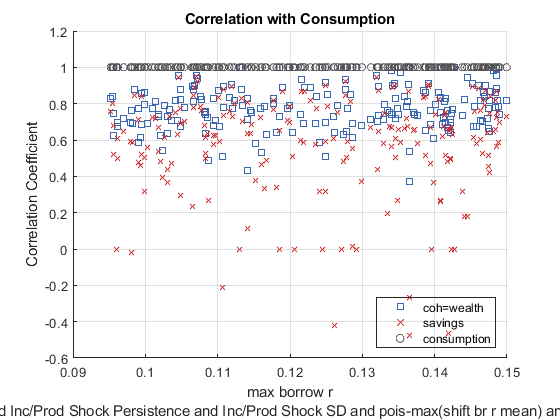 Correlation with Consumption
Correlation Coefficient
1.2
1
0.8
0.6
0.4
0.2
0
-0.2
-0.4
-0.6
coh=wealth
savings
consumption
0.09
0.1
0.11
0.12
0.13
0.14
0.15
max borrow r
d Inc/Prod Shock Persistence and Inc/Prod Shock SD and pois-max(shift br r mean) an